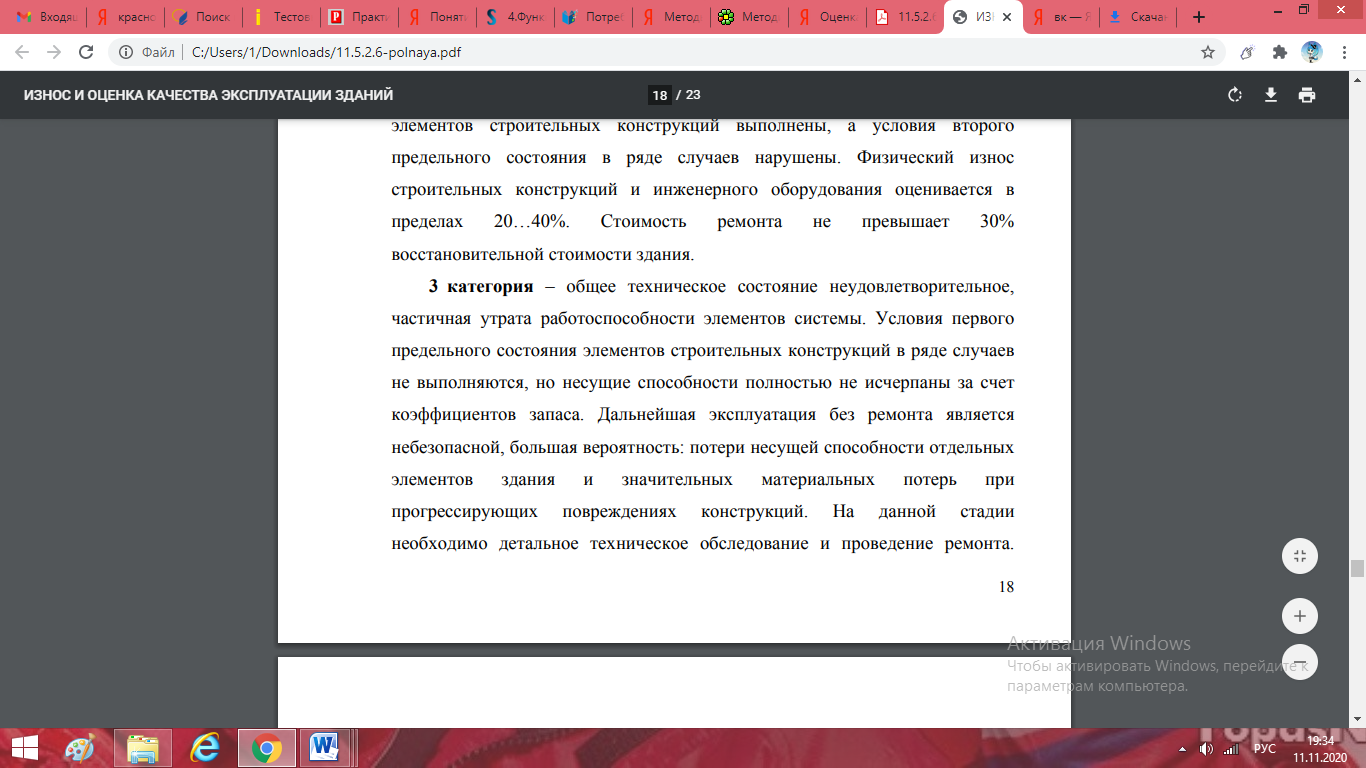 Входящ
красно
Поиск
Тестов
Практи
Понят
4.Функ
Потреб
Метод
Метод
Оценк
11.5.2.6
ИЗН
вк — Я
Скача
Файл
C:/Users/1/Downloads/11.5.2.6-polnaya.pdf
ИЗНОС И ОЦЕНКА КАЧЕСТВА ЭКСПЛУАТАЦИИ ЗДАНИЙ
18 / 23
элементов строительных конструкций выполнены, а условия второго
предельного состояния в ряде случаев нарушены. Физический износ
строительных конструкций и инженерного оборудования оценивается в
пределах 20…40%. Стоимость ремонта не превышает 30%
восстановительной стоимости здания.
3 категория – общее техническое состояние неудовлетворительное,
частичная утрата работоспособности элементов системы. Условия первого
предельного состояния элементов строительных конструкций в ряде случаев
не выполняются, но несущие способности полностью не исчерпаны за счет
коэффициентов запаса. Дальнейшая эксплуатация без ремонта является
небезопасной, большая вероятность: потери несущей способности отдельных
элементов здания и значительных материальных потерь при
прогрессирующих повреждениях конструкций. На данной стадии
необходимо детальное техническое обследование и проведение ремонта.
18
Активация Windows
Чтобы активировать Windows, перейдите к
параметрам компьютера.
РУС
19:34
11.11.2020